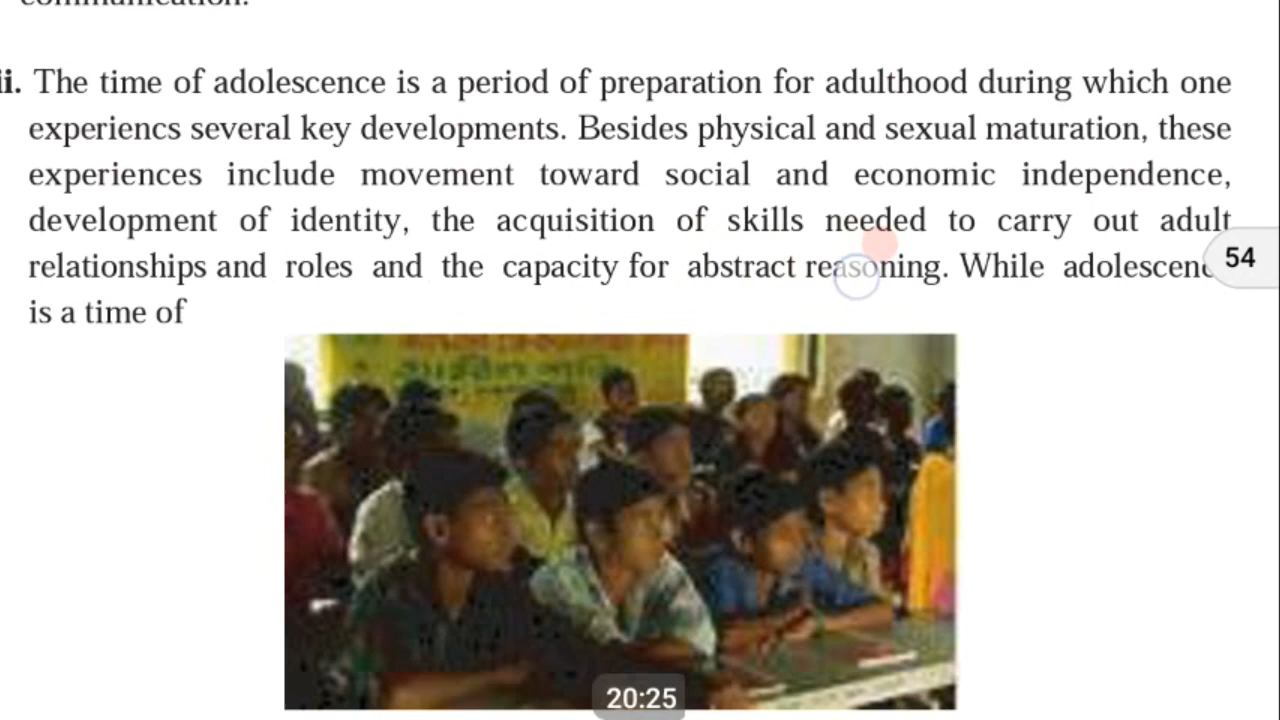 ii. The time of adolescence is a period of preparation for adulthood during which one
experiencs several key developments. Besides physical and sexual maturation, these
experiences include movement toward social and economic independence,
development of identity, the acquisition of skills needed to carry out adult
relationships and roles and the capacity for abstract reasoning. While
54
is a time of
20:25